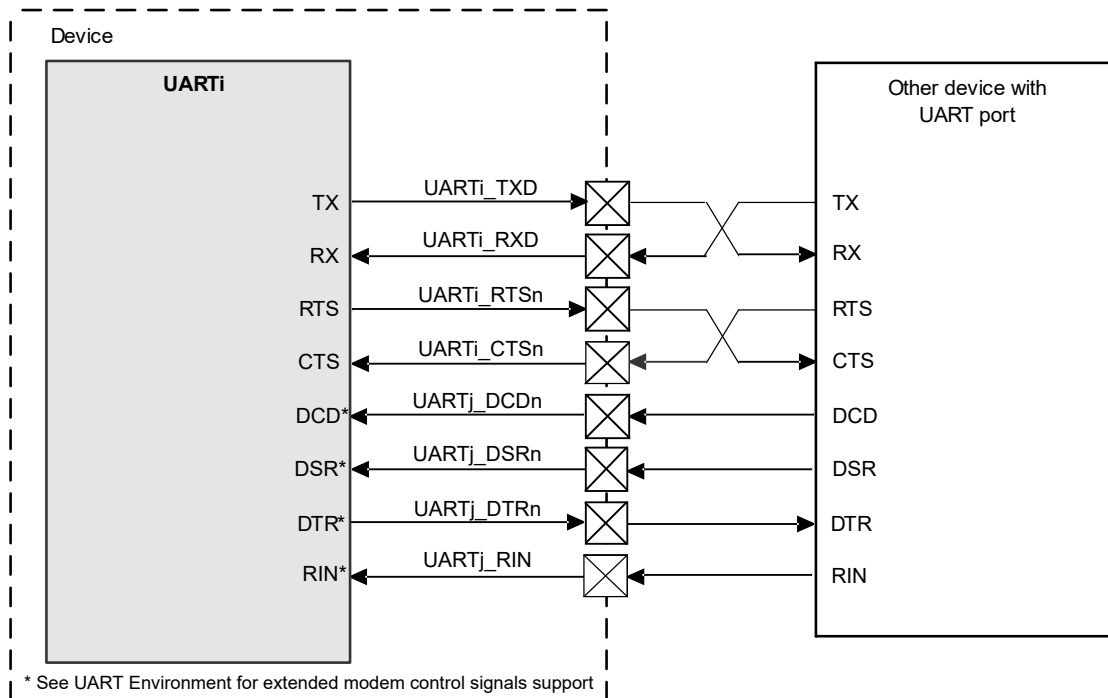 Device
UARTi
Other device with
UART port
TX
UARTi_TXD
TX
RX
UARTi_RXD
RX
RTS
UARTi_RTSn
RTS
CTS
UARTi_CTSn
CTS
DCD*
UARTj_DCDn
DCD
DSR*
UARTj_DSRn
DSR
DTR*
UARTj_DTRn
DTR
RIN*
UARTj_RIN
RIN
* See UART Environment for extended modem control signals support